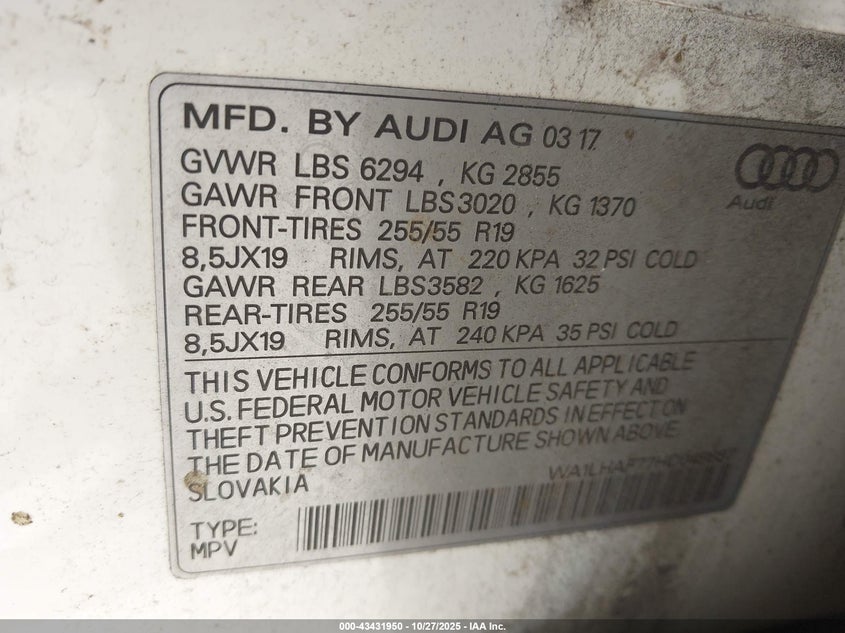 MFD. BY AUDI AG 03 17
GVWR LBS 6294 , KG 2855
GAWR FRONT LBS3020 , KG 1370
FRONT-TIRES 255/55 R19
8,5JX19 RIMS, AT 220 KPA 32 PSI COLD
GAWR REAR LBS3582 , KG 1625
REAR-TIRES 255/55 R19
8,5JX19 RIMS, AT 240 KPA 35 PSI COLD
Audi
THIS VEHICLE CONFORMS TO ALL APPLICABLE
U.S. FEDERAL MOTOR VEHICLE SAFETY AND
THEFT PREVENTION STANDARDS IN EFFECT ON
THE DATE OF MANUFACTURE SHOWN ABOVE.
SLOVAKIA
TYPE:
MPV
000-43431950 - 10/27/2025 - IAA Inc.